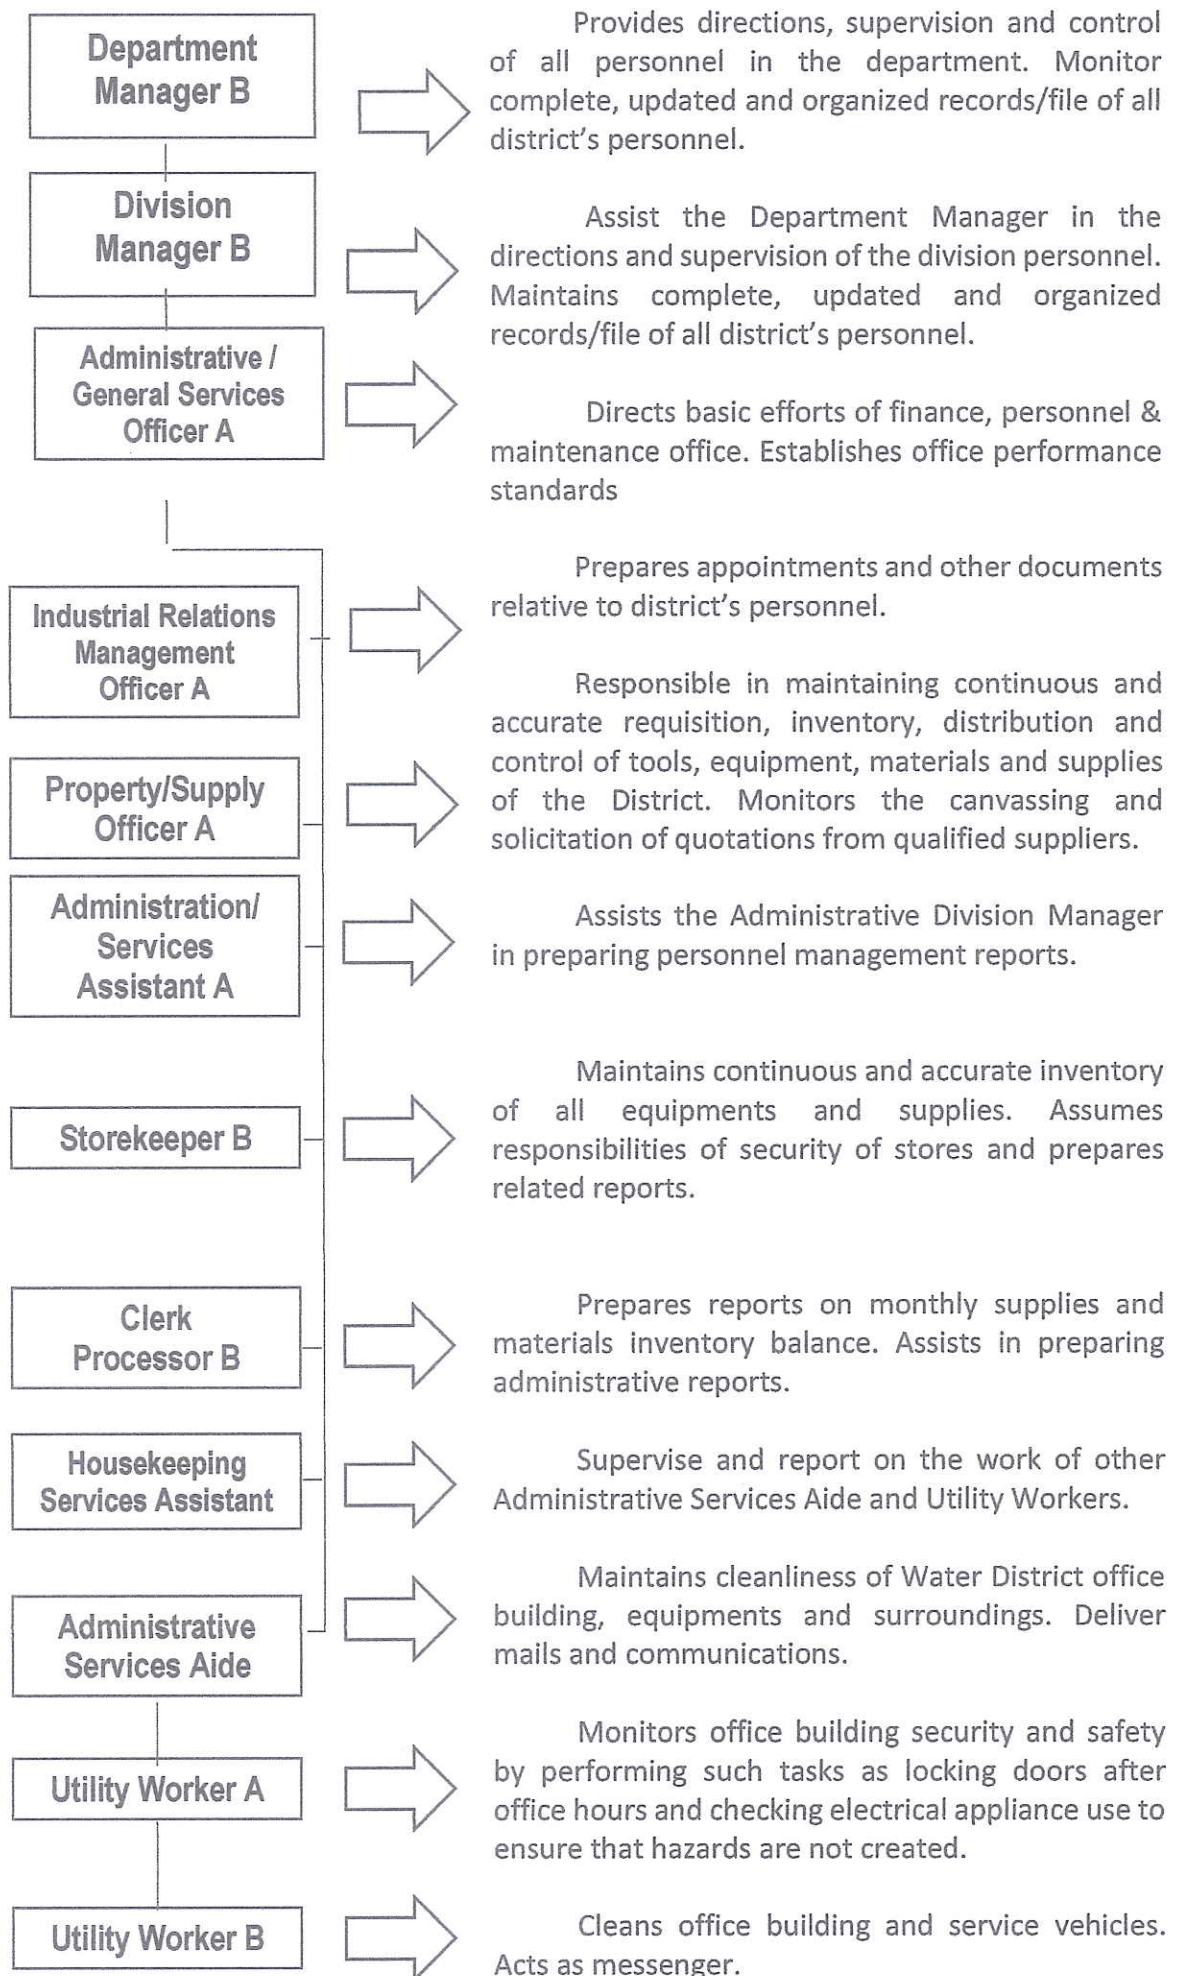 Department
Manager B
Provides directions, supervision and control
of all personnel in the department. Monitor
complete, updated and organized records/file of all
district's personnel.
Division
Manager B
Assist the Department Manager in the
directions and supervision of the division personnel.
Maintains complete, updated and organized
records/file of all district's personnel.
Administrative /
General Services
Officer A
Directs basic efforts of finance, personnel &
maintenance office. Establishes office performance
standards
Industrial Relations
Management
Officer A
Prepares appointments and other documents
relative to district's personnel.
Property/Supply
Officer A
Responsible in maintaining continuous and
accurate requisition, inventory, distribution and
control of tools, equipment, materials and supplies
of the District. Monitors the canvassing and
solicitation of quotations from qualified suppliers.
Administration/
Services
Assistant A
Assists the Administrative Division Manager
in preparing personnel management reports.
Storekeeper B
Maintains continuous and accurate inventory
of all equipments and supplies. Assumes
responsibilities of security of stores and prepares
related reports.
Clerk
Processor B
Prepares reports on monthly supplies and
materials inventory balance. Assists in preparing
administrative reports.
Housekeeping
Services Assistant
Supervise and report on the work of other
Administrative Services Aide and Utility Workers.
Administrative
Services Aide
Maintains cleanliness of Water District office
building, equipments and surroundings. Deliver
mails and communications.
Utility Worker A
Monitors office building security and safety
by performing such tasks as locking doors after
office hours and checking electrical appliance use to
ensure that hazards are not created.
Utility Worker B
Cleans office building and service vehicles.
Acts as messenger.